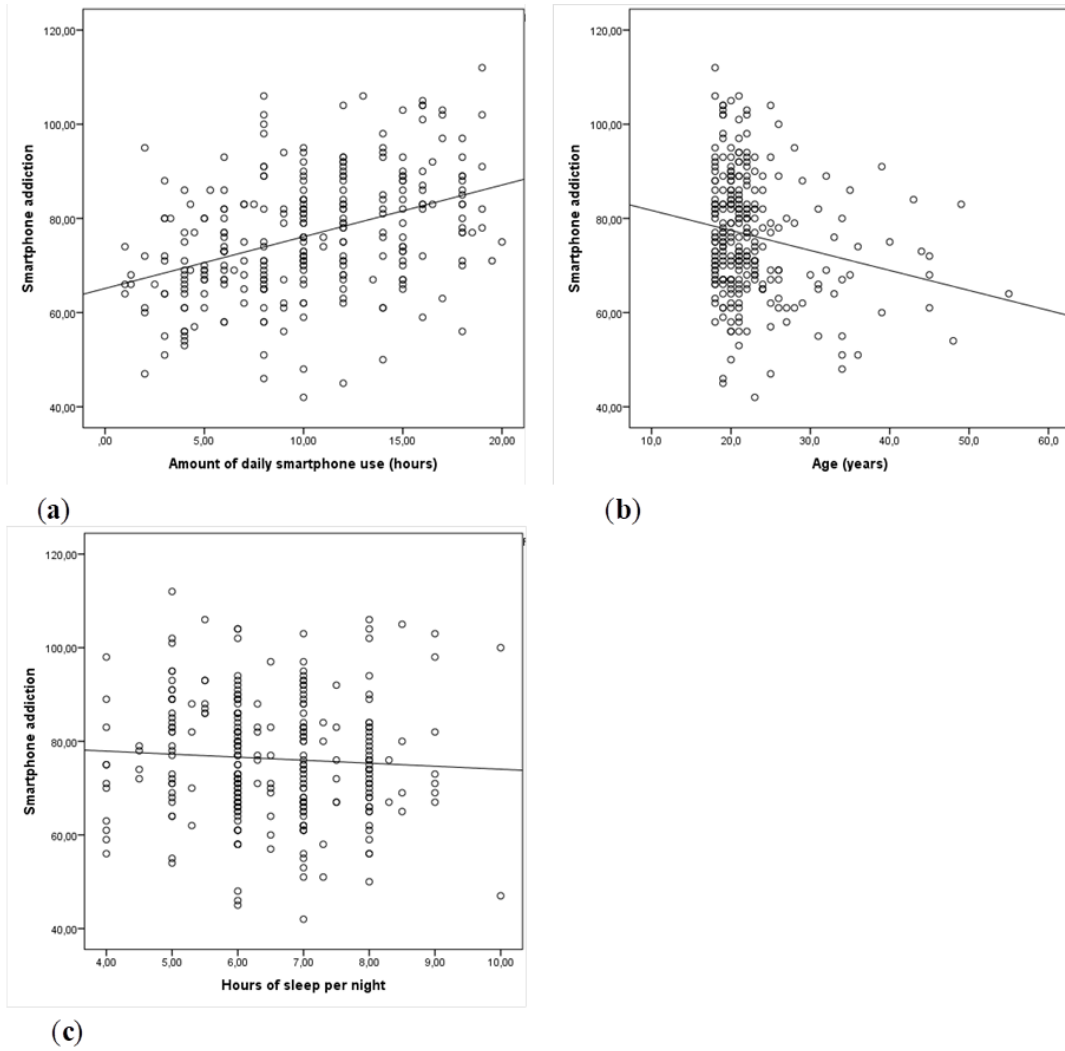 120,00
100,00
80,00
60,00
40,00
Smartphone addiction
,00 5,00 10,00 15,00 20,00
Amount of daily smartphone use (hours)
(a)
120,00
100,00
80,00
60,00
40,00
Smartphone addiction
10,0 20,0 30,0 40,0 50,0 60,0
Age (years)
(b)
120,00
100,00
80,00
60,00
40,00
Smartphone addiction
4,00 5,00 6,00 7,00 8,00 9,00 10,00
Hours of sleep per night
(c)